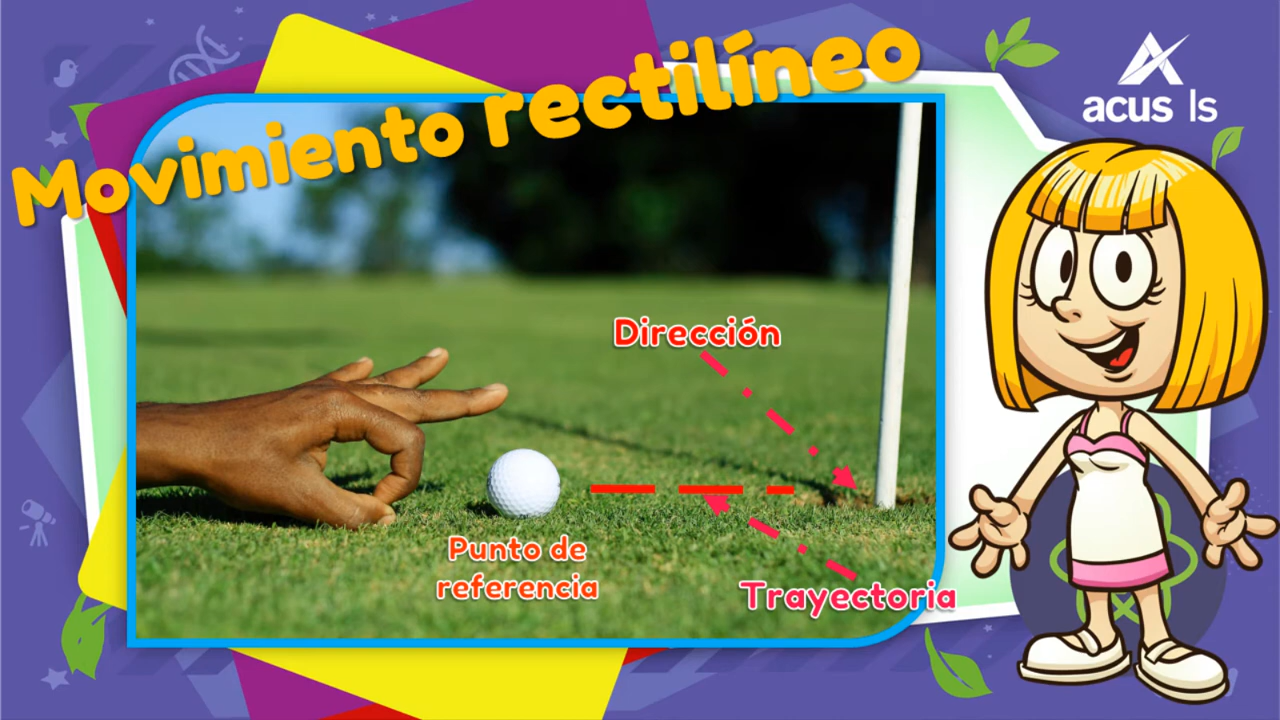 Movimiento rectilíneo
acus ls
Dirección
Punto de
referencia
Trayectoria